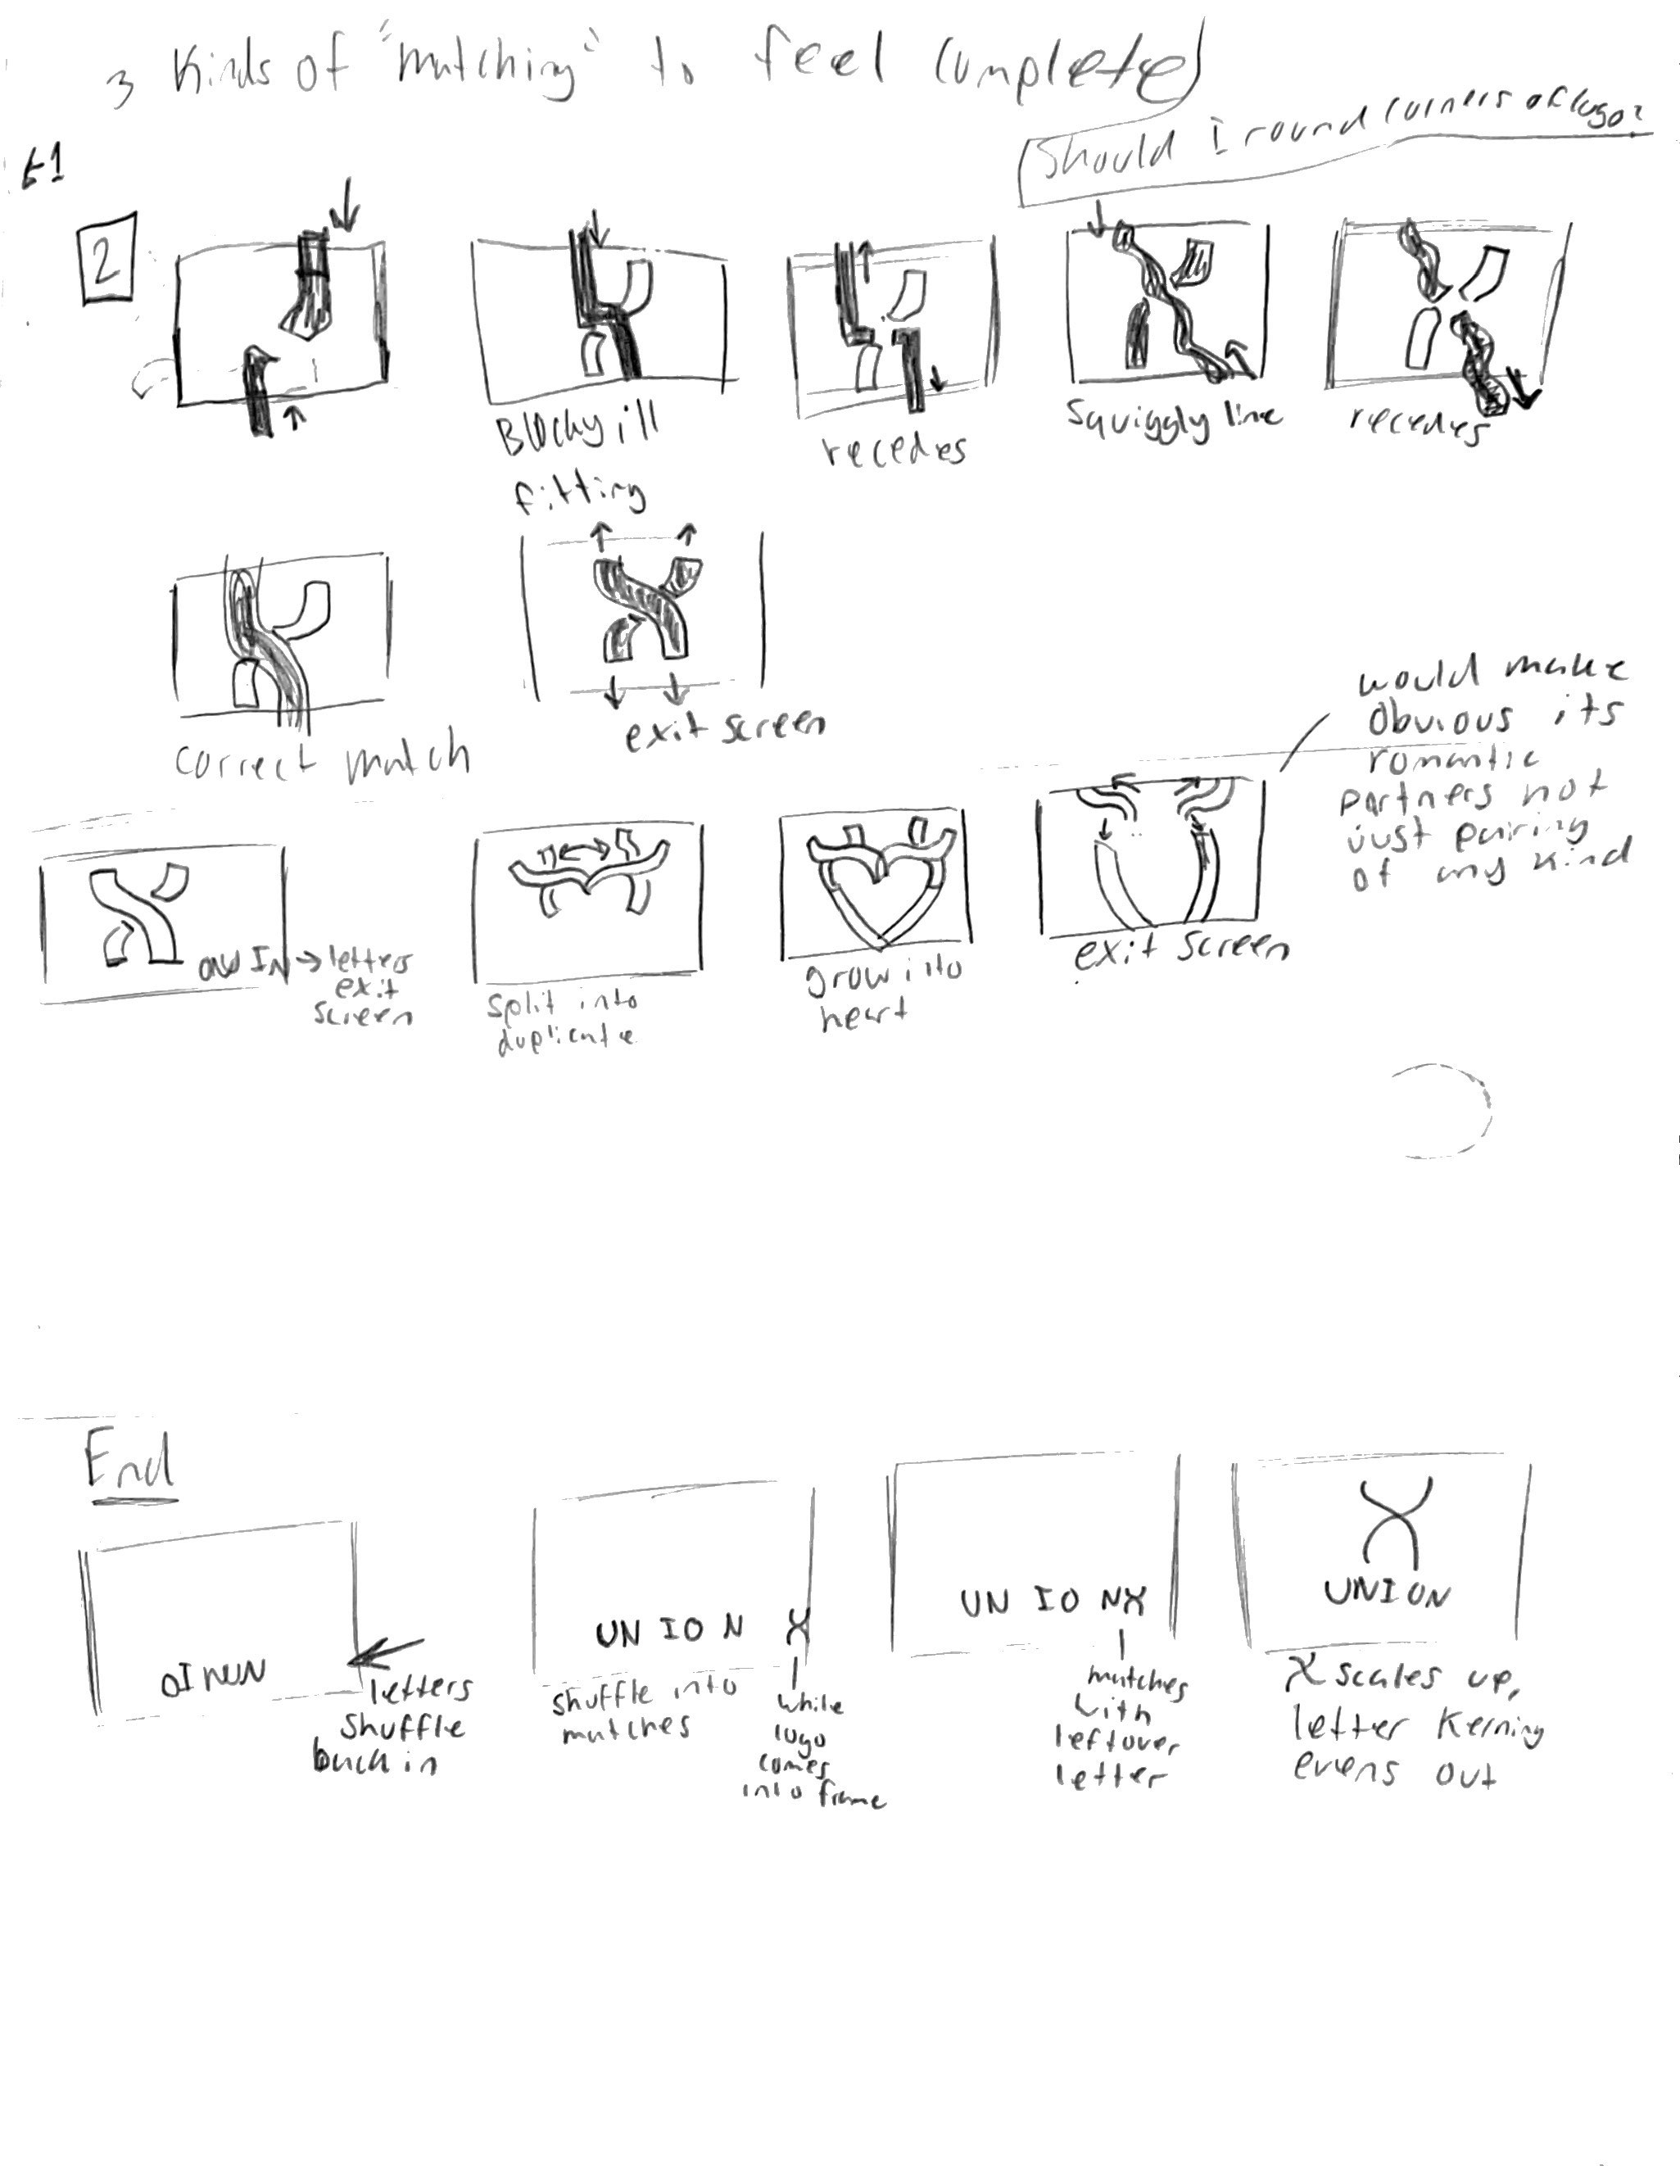 3 Kinds of "matching" to feel complete
Should I round corners of logo?
#1
2
Blocky ill
fitting
recedes
squiggly line
recedes
correct match
exit screen
would make
obvious its
romantic
partners not
just pairing
of any kind
IN → letters
exit
screen
split into
duplicate
grow into
heart
exit screen
End
OINUN
letters
shuffle
back in
UN IO N X
shuffle into
matches
while
logo
comes
into frame
UN IO NX
matches
with
leftover
letter
UNION
X scales up,
letter kerning
evens out